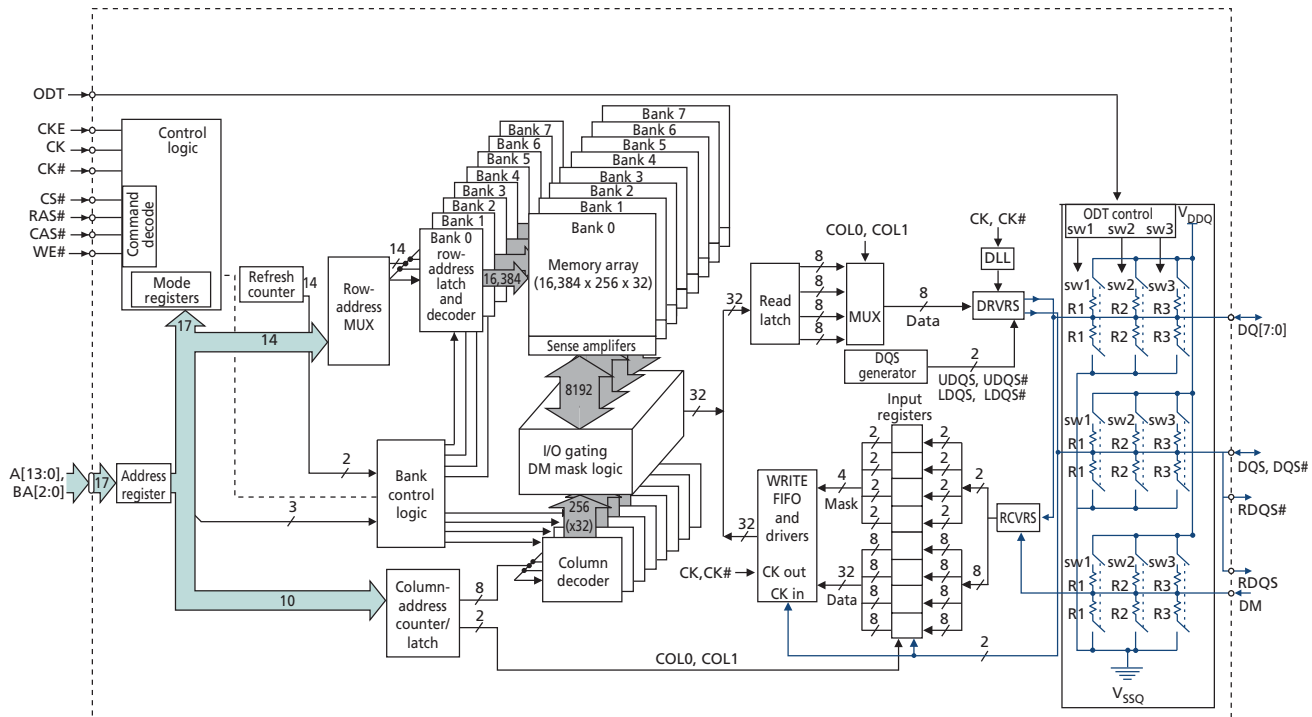 ODT
CKE
CK
CK#
CS#
RAS#
CAS#
WE#
Control
logic
Command
decode
Mode
registers
Refresh
counter
14
17
14
Row-
address
MUX
14
Bank 7
Bank 6
Bank 5
Bank 4
Bank 3
Bank 2
Bank 1
Bank 0
row-
address
latch
and
decoder
16,384
Bank 7
Bank 6
Bank 5
Bank 4
Bank 3
Bank 2
Bank 1
Bank 0
Memory array
(16,384 x 256 x 32)
Sense amplifers
8192
I/O gating
DM mask logic
32
256
(x32)
Column
decoder
A[13:0],
BA[2:0]
17
Address
register
2
3
Bank
control
logic
10
Column-
address
counter/
latch
8
2
COL0, COL1
32
Read
latch
8
8
8
8
COL0, COL1
MUX
8
Data
CK, CK#
DLL
DRVRS
DQS
generator
2
UDQS, UDQS#
LDQS, LDQS#
Input
registers
2
2
2
2
2
2
2
2
4
Mask
2
8
8
8
8
8
8
8
8
32
Data
8
RCVRS
WRITE
FIFO
and
drivers
CK out
CK in
32
CK,CK#
2
ODT control
sw1
sw2
sw3
VDDQ
sw1
sw2
sw3
R1
R2
R3
R1
R2
R3
sw1
sw2
sw3
R1
R2
R3
R1
R2
R3
sw1
sw2
sw3
R1
R2
R3
R1
R2
R3
VSSQ
DQ[7:0]
DQS, DQS#
RDQS#
RDQS
DM